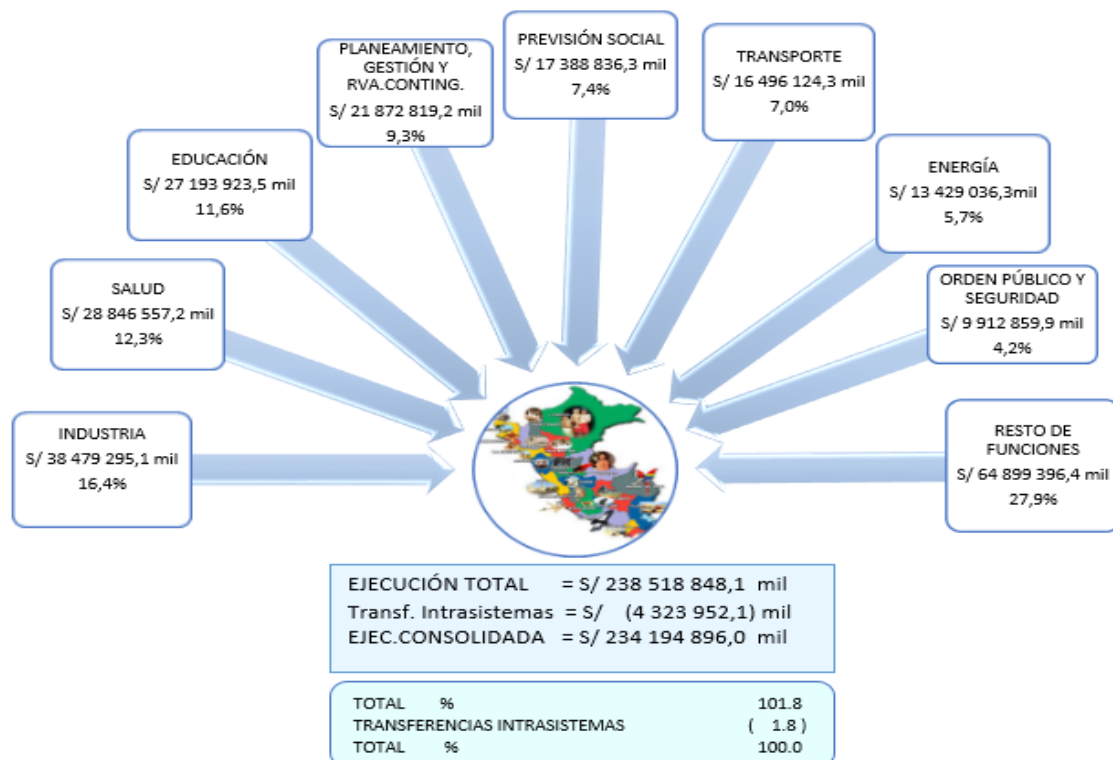 PREVISIÓN SOCIAL
S/ 17 388 836,3 mil
7,4%
PLANEAMIENTO,
GESTIÓN Y
RVA.CONTING.
S/ 21 872 819,2 mil
9,3%
TRANSPORTE
S/ 16 496 124,3 mil
7,0%
EDUCACIÓN
S/ 27 193 923,5 mil
11,6%
ENERGÍA
S/ 13 429 036,3mil
5,7%
SALUD
S/ 28 846 557,2 mil
12,3%
ORDEN PÚBLICO Y
SEGURIDAD
S/ 9 912 859,9 mil
4,2%
INDUSTRIA
S/ 38 479 295,1 mil
16,4%
RESTO DE
FUNCIONES
S/ 64 899 396,4 mil
27,9%
EJECUCIÓN TOTAL = S/ 238 518 848,1 mil
Transf. Intrasistemas = S/ (4 323 952,1) mil
EJEC.CONSOLIDADA = S/ 234 194 896,0 mil
TOTAL % 101.8
TRANSFERENCIAS INTRASISTEMAS ( 1.8 )
TOTAL % 100.0